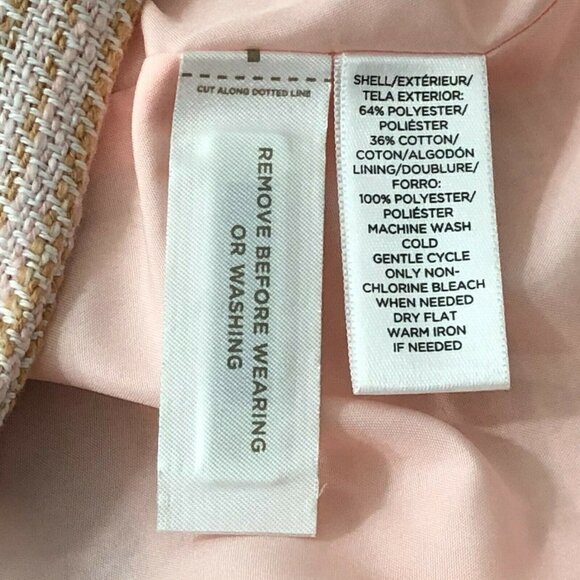 CUT ALONG DOTTED LINE
REMOVE BEFORE WEARING
OR WASHING
SHELL/EXTÉRIEUR/
TELA EXTERIOR:
64% POLYESTER/
POLIÉSTER
36% COTTON/
COTON/ALGODÓN
LINING/DOUBLURE/
FORRO:
100% POLYESTER/
POLIÉSTER
MACHINE WASH
COLD
GENTLE CYCLE
ONLY NON-
CHLORINE BLEACH
WHEN NEEDED
DRY FLAT
WARM IRON
IF NEEDED